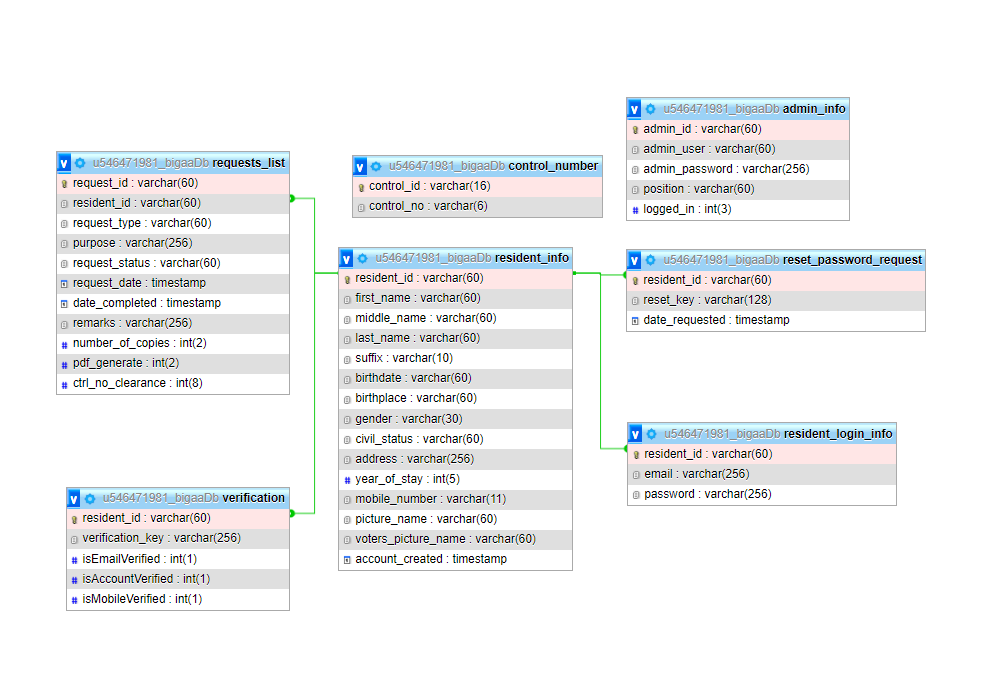 u546471981_bigaaDb requests_list
request_id : varchar(60)
resident_id : varchar(60)
request_type : varchar(60)
purpose : varchar(256)
request_status : varchar(60)
request_date : timestamp
date_completed : timestamp
remarks : varchar(256)
number_of_copies : int(2)
pdf_generate : int(2)
ctrl_no_clearance : int(8)
u546471981_bigaaDb verification
resident_id : varchar(60)
verification_key : varchar(256)
isEmailVerified : int(1)
isAccountVerified : int(1)
isMobileVerified : int(1)
u546471981_bigaaDb control_number
control_id : varchar(16)
control_no : varchar(6)
u546471981_bigaaDb resident_info
resident_id : varchar(60)
first_name : varchar(60)
middle_name : varchar(60)
last_name : varchar(60)
suffix : varchar(10)
birthdate : varchar(60)
birthplace : varchar(60)
gender : varchar(30)
civil_status : varchar(60)
address : varchar(256)
year_of_stay : int(5)
mobile_number : varchar(11)
picture_name : varchar(60)
voters_picture_name : varchar(60)
account_created : timestamp
u546471981_bigaaDb admin_info
admin_id : varchar(60)
admin_user : varchar(60)
admin_password : varchar(256)
position : varchar(60)
logged_in : int(3)
u546471981_bigaaDb reset_password_request
resident_id : varchar(60)
reset_key : varchar(128)
date_requested : timestamp
u546471981_bigaaDb resident_login_info
resident_id : varchar(60)
email : varchar(256)
password : varchar(256)